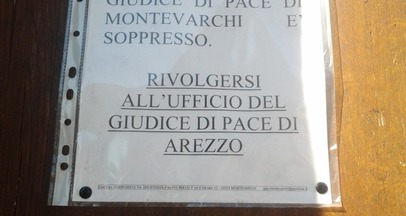 GIUDICE DI PACE DI
MONTEVARCHI E'
SOPPRESSO.
RIVOLGERSI
ALL'UFFICIO DEL
GIUDICE DI PACE DI
AREZZO